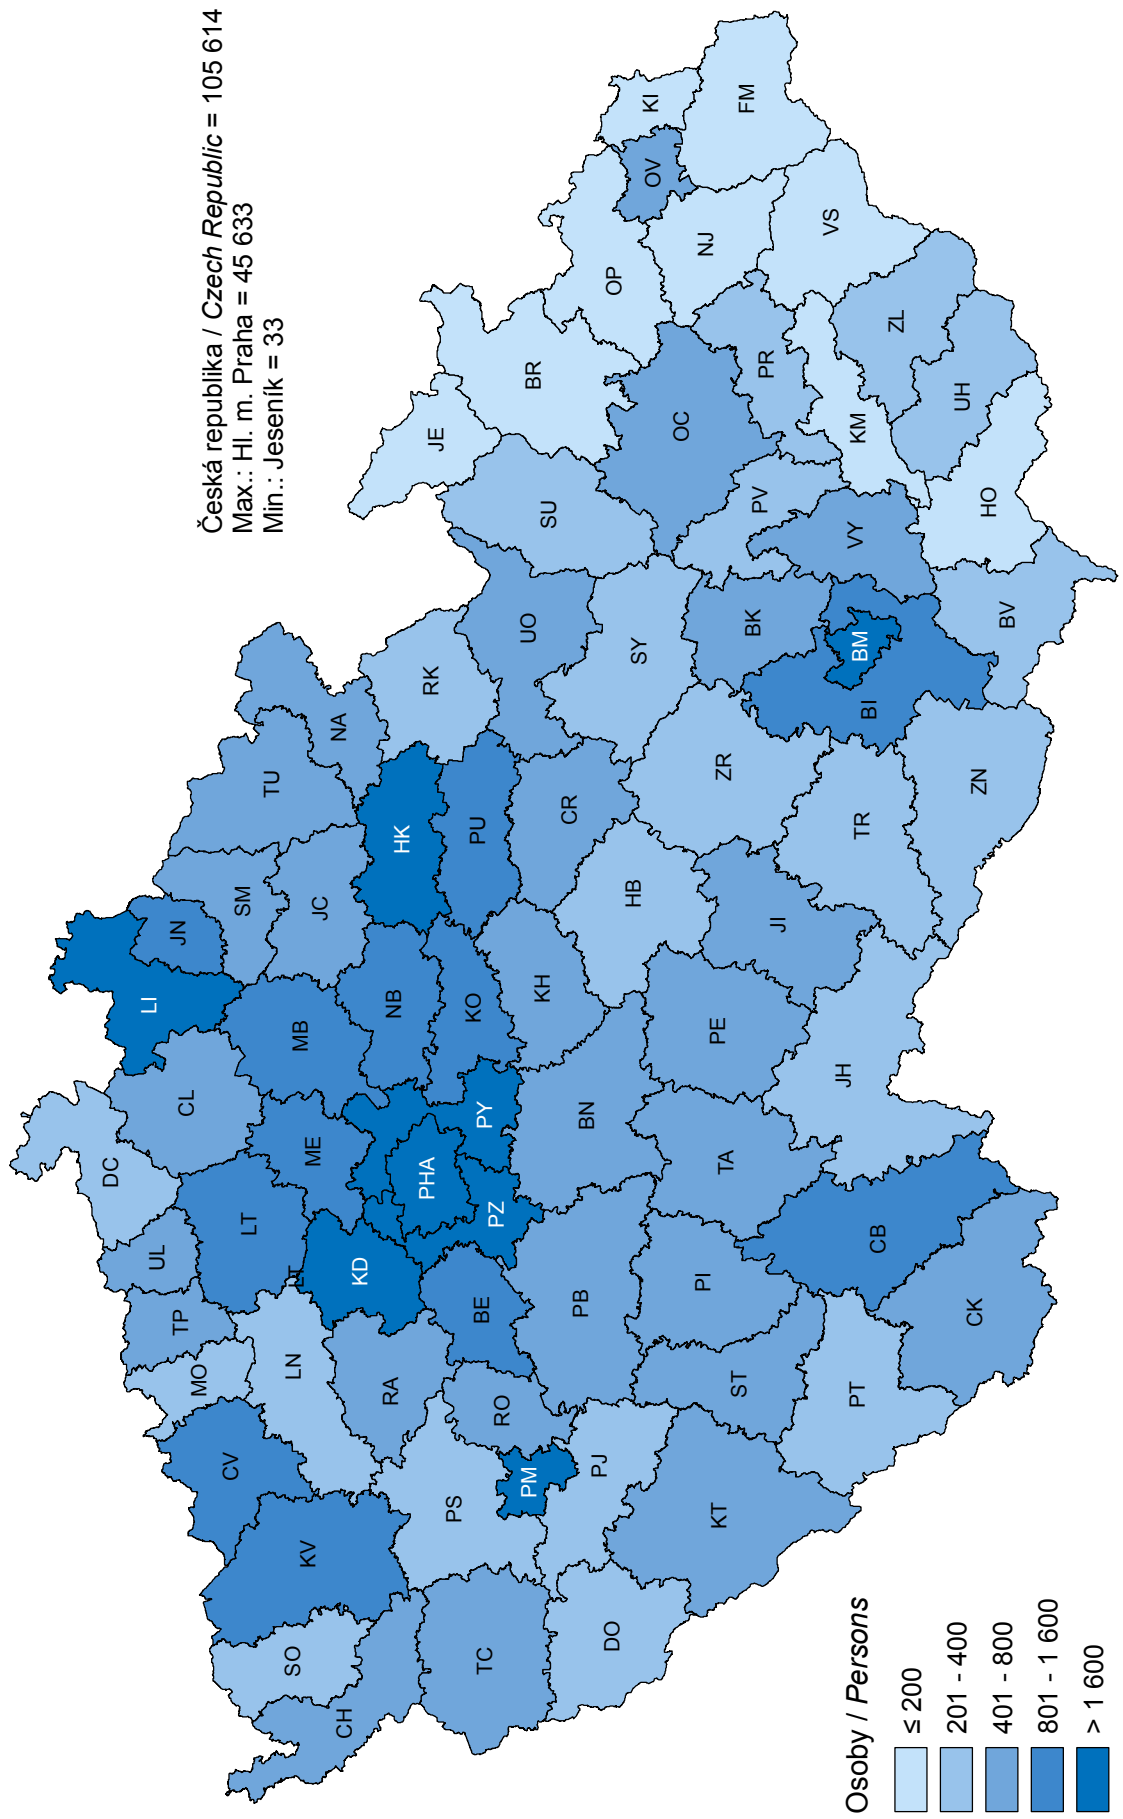 Česká republika / Czech Republic = 105 614
Max.: Hl. m. Praha = 45 633
Min.: Jeseník = 33
DC
LI
JN
CL
UL
TP
MO
CV
KV
SO
CH
LT
LT
LN
ME
MB
SM
TU
JC
NA
KD
RA
PHA
NB
HK
RK
JE
BE
PZ
PY
KO
PU
UO
SU
BR
TC
PS
RO
PM
PB
BN
KH
CR
SY
OC
OP
OV
KI
DO
PJ
HB
NJ
FM
KT
ST
PI
TA
PE
JI
ZR
BK
PV
PR
VS
PT
CB
JH
TR
BI
BM
VY
KM
ZL
CK
ZN
BV
HO
UH
Osoby / Persons
≤ 200
201 - 400
401 - 800
801 - 1 600
> 1 600